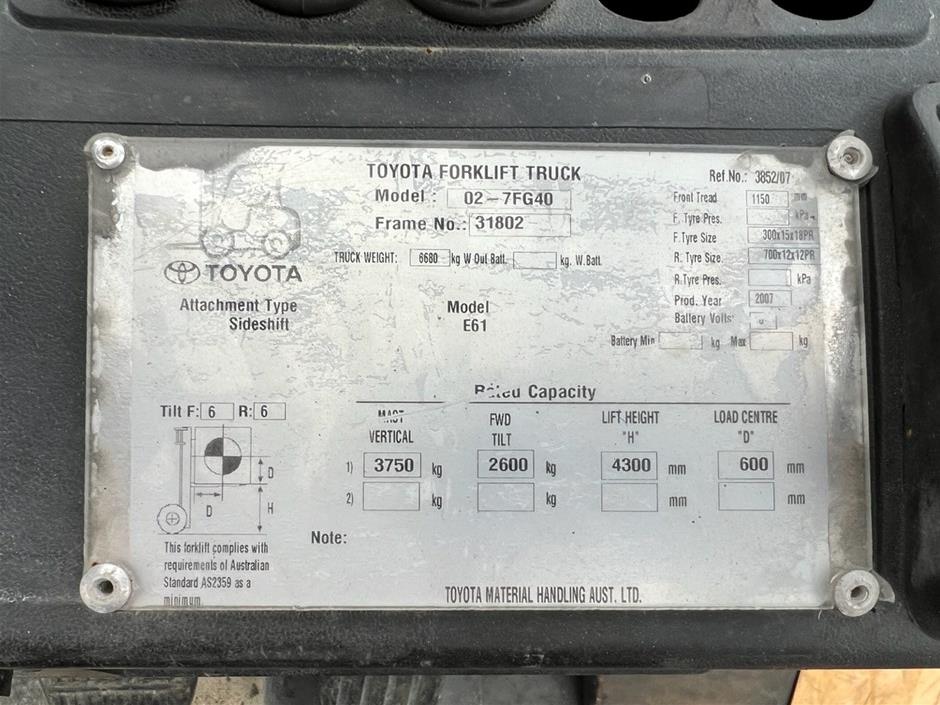 TOYOTA FORKLIFT TRUCK
Ref.No.: 3852/07
Model : 02-7FG40
Frame No.: 31802
TRUCK WEIGHT: 6680 kg W Out Batt. kg. W. Batt.
Front Tread 1150 mm
F. Tyre Pres. kPa
F. Tyre Size 300x15x18PR
R. Tyre Size. 700x12x12PR
R. Tyre Pres. kPa
Prod. Year 2007
Ballery Volts:
Battery Min kg Max kg
TOYOTA
Attachment Type
Sideshift
Model
E61
Rated Capacity
Tilt F: 6 R: 6
MAST
VERTICAL
FWD
TILT
LIFT HEIGHT
"H"
LOAD CENTRE
"D"
1) 3750 kg 2600 kg 4300 mm 600 mm
2) kg kg mm mm
D
D
H
Note:
This forklift complies with
requirements of Australian
Standard AS2359 as a
minimum.
TOYOTA MATERIAL HANDLING AUST. LTD.